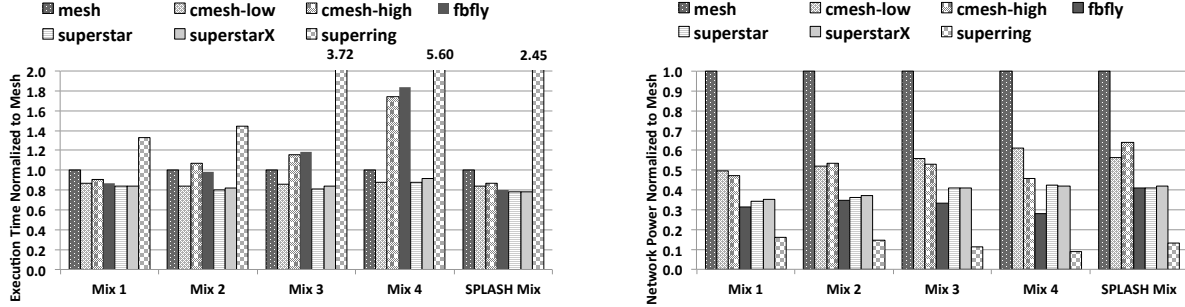 mesh cmesh-low cmesh-high fbfly
superstar superstarX superring
3.72 5.60 2.45
Execution Time Normalized to Mesh
2.0
1.8
1.6
1.4
1.2
1.0
0.8
0.6
0.4
0.2
0.0
Mix 1 Mix 2 Mix 3 Mix 4 SPLASH Mix
mesh cmesh-low cmesh-high fbfly
superstar superstarX superring
Network Power Normalized to Mesh
1.0
0.9
0.8
0.7
0.6
0.5
0.4
0.3
0.2
0.1
0.0
Mix 1 Mix 2 Mix 3 Mix 4 SPLASH Mix